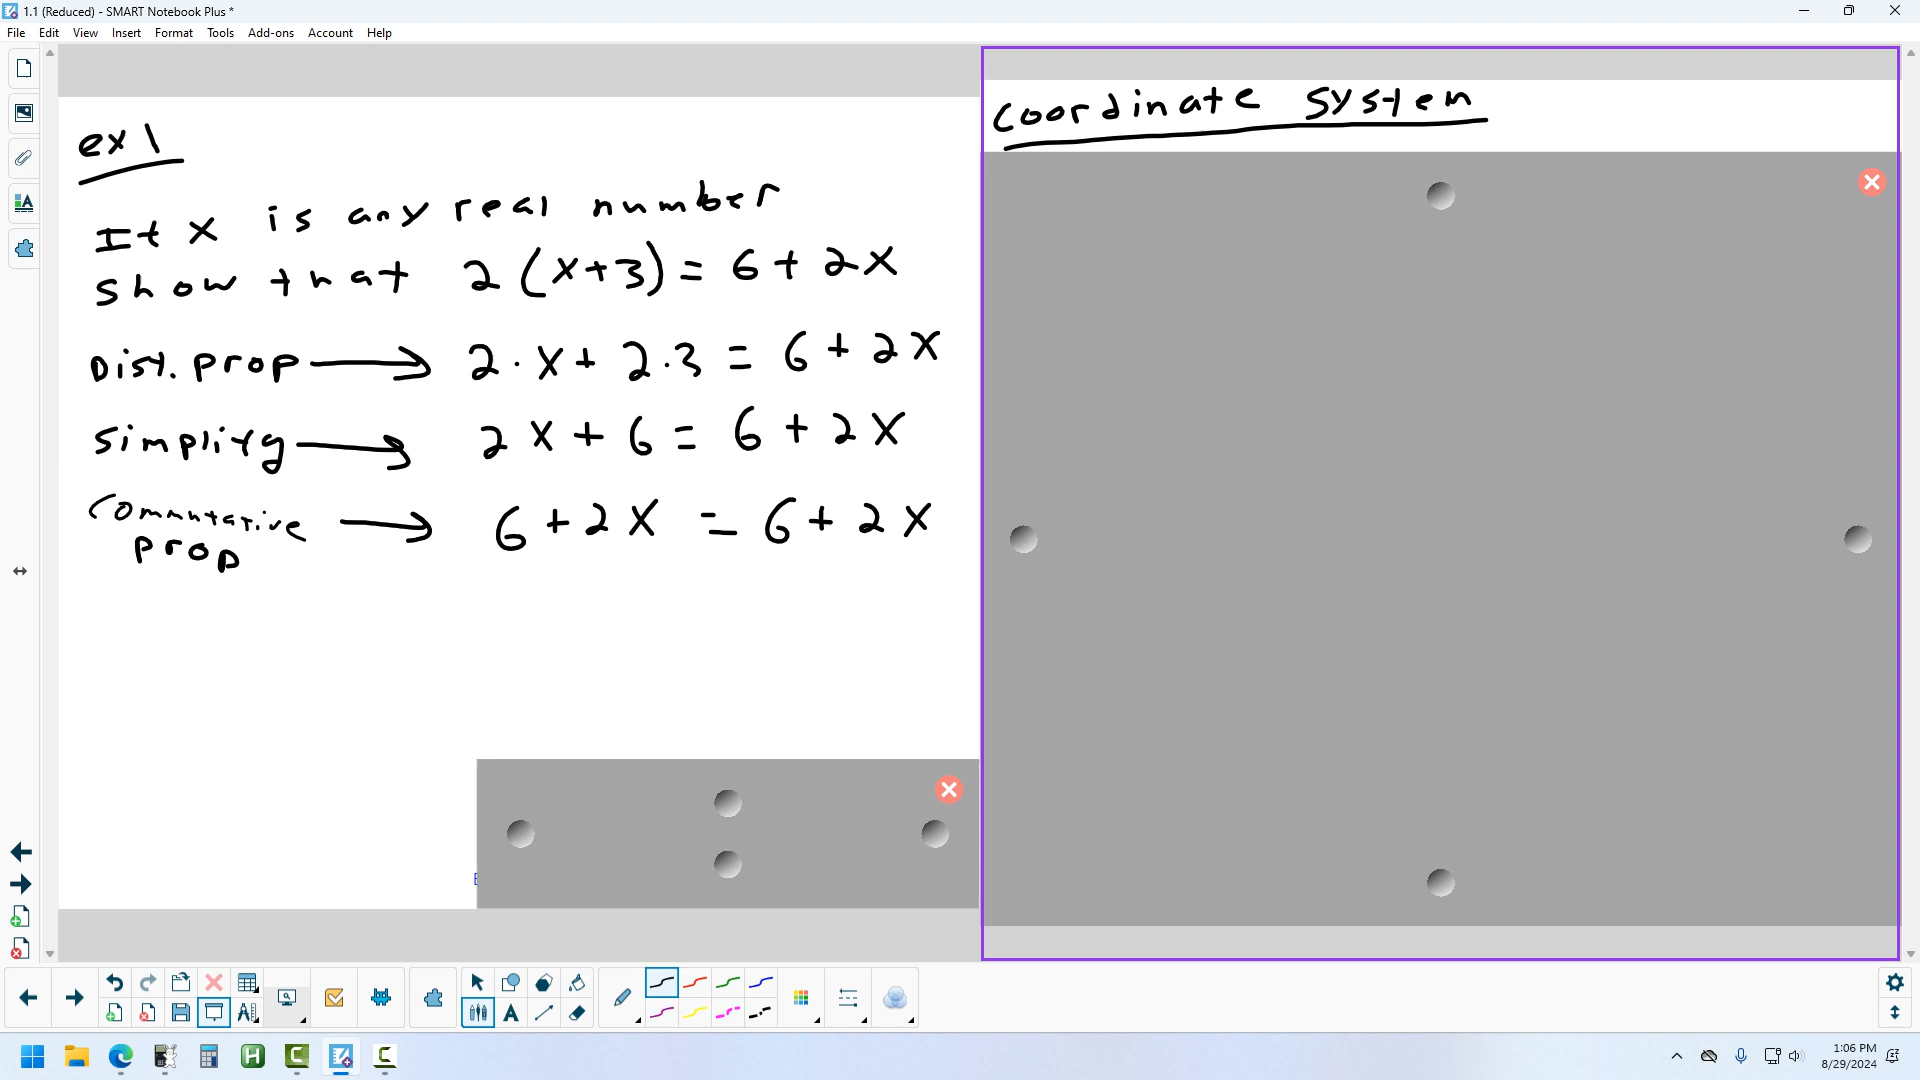 1.1 (Reduced) - SMART Notebook Plus *
File Edit View Insert Format Tools Add-ons Account Help
ex 1
If x is any real number
show that 2(x+3) = 6 + 2x
Dist. prop → 2·x + 2·3 = 6 + 2x
simplify → 2x + 6 = 6 + 2x
Commutative
prop → 6 + 2x = 6 + 2x
Coordinate System
1:06 PM
8/29/2024